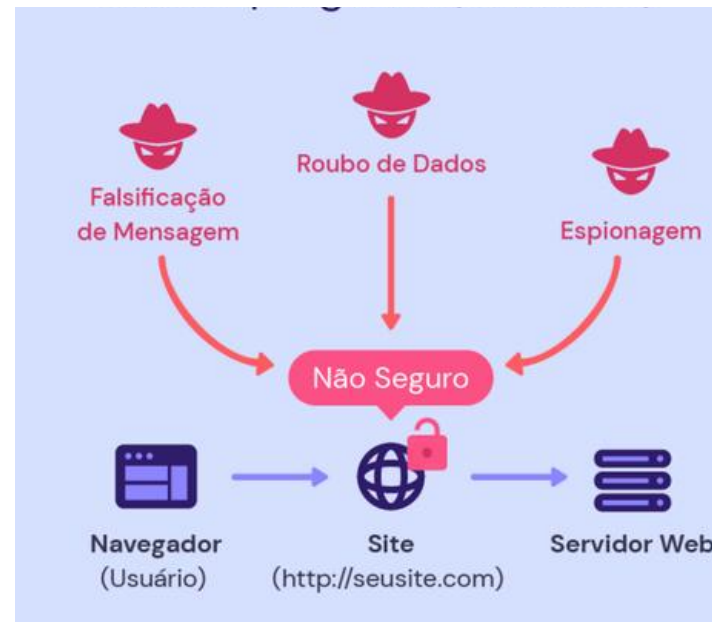 Roubo de Dados
Falsificação
de Mensagem
Espionagem
Não Seguro
Navegador
(Usuário)
Site
(http://seusite.com)
Servidor Web